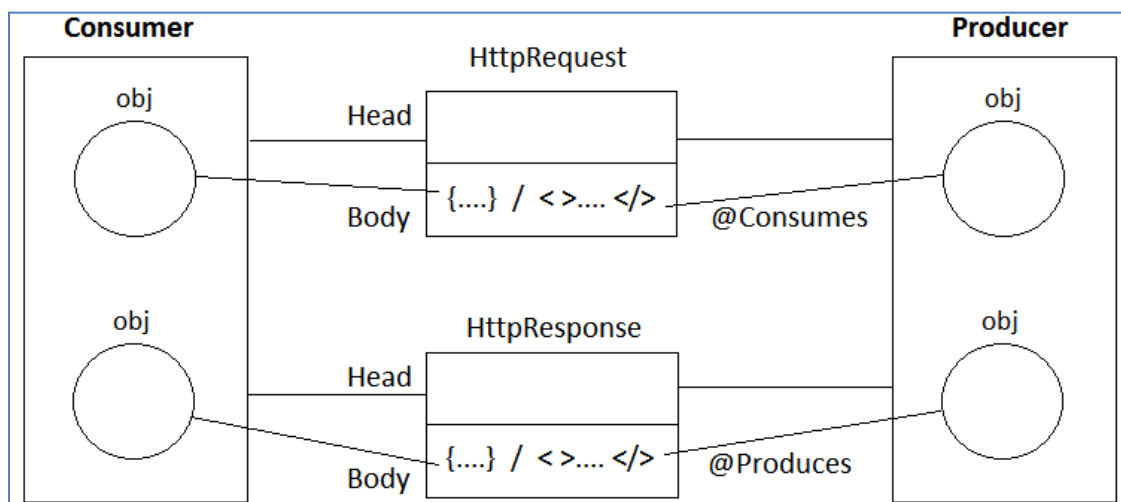 Consumer
Producer
HttpRequest
obj
obj
Head
{....} / < >.... </>
Body
@Consumes
HttpResponse
obj
obj
Head
{....} / < >.... </>
Body
@Produces